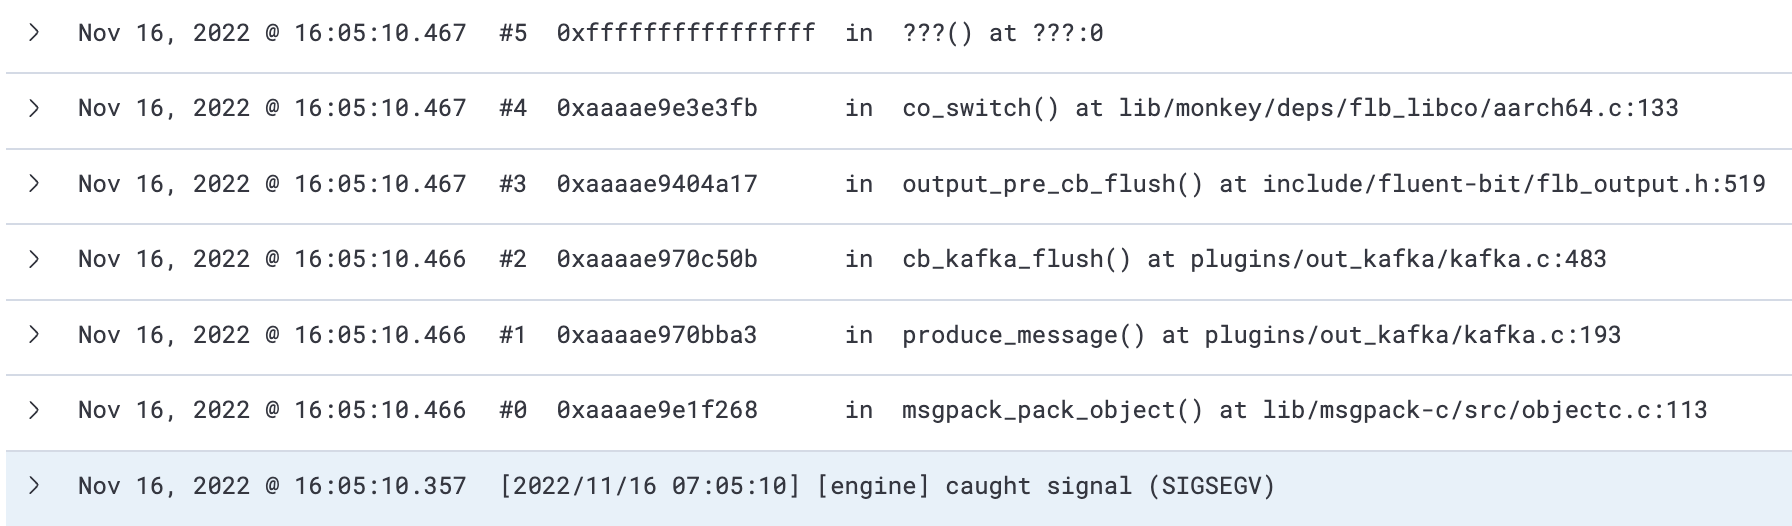 Nov 16, 2022 @ 16:05:10.467 #5 0xffffffffffffffff in ???() at ???:0
Nov 16, 2022 @ 16:05:10.467 #4 0xaaaae9e3e3fb in co_switch() at lib/monkey/deps/flb_libco/aarch64.c:133
Nov 16, 2022 @ 16:05:10.467 #3 0xaaaae9404a17 in output_pre_cb_flush() at include/fluent-bit/flb_output.h:519
Nov 16, 2022 @ 16:05:10.466 #2 0xaaaae970c50b in cb_kafka_flush() at plugins/out_kafka/kafka.c:483
Nov 16, 2022 @ 16:05:10.466 #1 0xaaaae970bba3 in produce_message() at plugins/out_kafka/kafka.c:193
Nov 16, 2022 @ 16:05:10.466 #0 0xaaaae9e1f268 in msgpack_pack_object() at lib/msgpack-c/src/objectc.c:113
Nov 16, 2022 @ 16:05:10.357 [2022/11/16 07:05:10] [engine] caught signal (SIGSEGV)